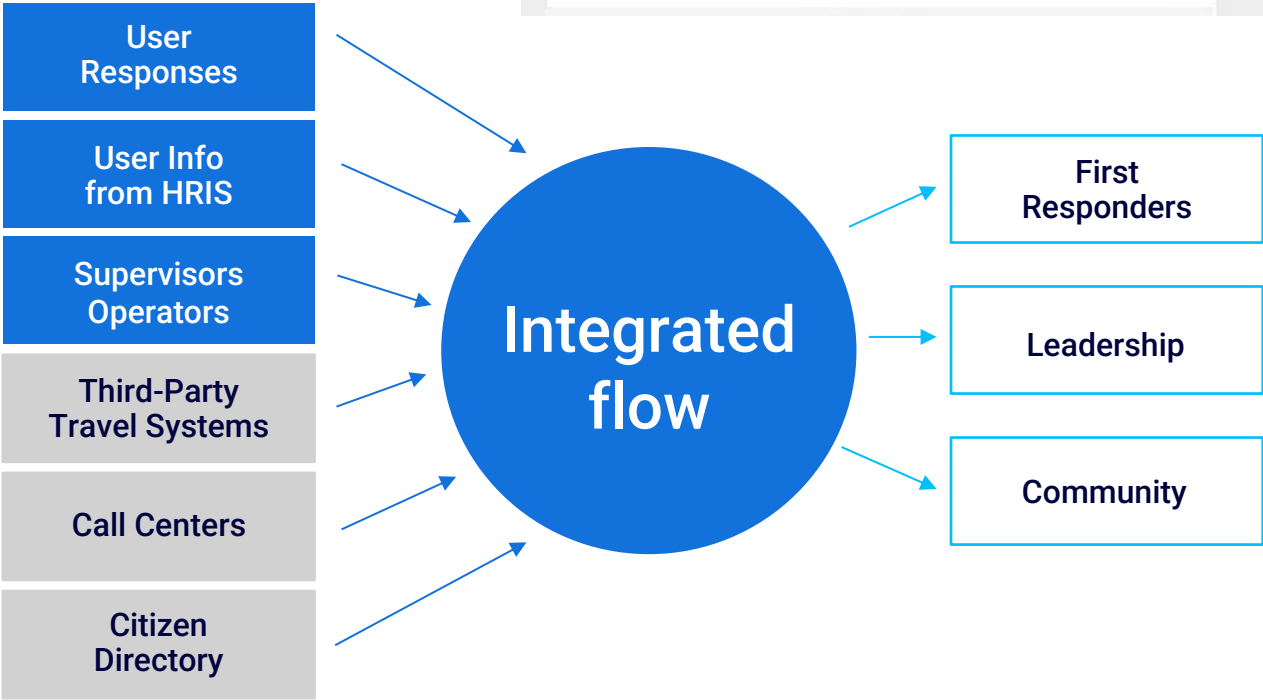 User
Responses
User Info
from HRIS
Supervisors
Operators
Third-Party
Travel Systems
Call Centers
Citizen
Directory
Integrated
flow
First
Responders
Leadership
Community